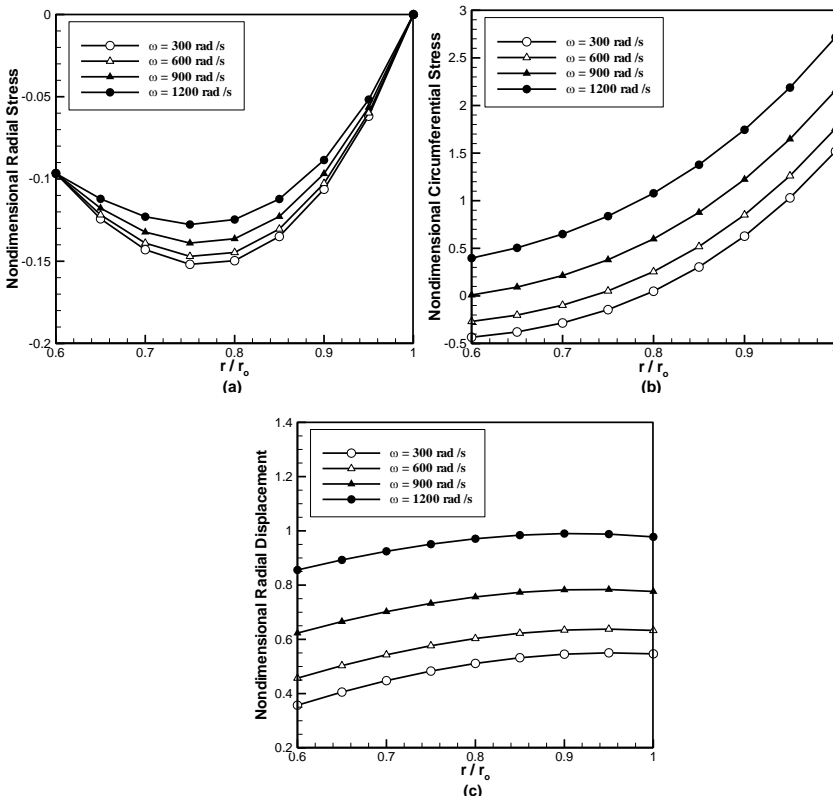 0
-0.05
-0.1
-0.15
-0.2
Nondimensional Radial Stress
ω = 300 rad /s
ω = 600 rad /s
ω = 900 rad /s
ω = 1200 rad /s
0.6 0.7 0.8 0.9 1
r / ro
(a)
3
2.5
2
1.5
1
0.5
0
-0.5
Nondimensional Circumferential Stress
ω = 300 rad /s
ω = 600 rad /s
ω = 900 rad /s
ω = 1200 rad /s
0.6 0.7 0.8 0.9
r / ro
(b)
1.4
1.2
1
0.8
0.6
0.4
0.2
Nondimensional Radial Displacement
ω = 300 rad /s
ω = 600 rad /s
ω = 900 rad /s
ω = 1200 rad /s
0.6 0.7 0.8 0.9 1
r / ro
(c)